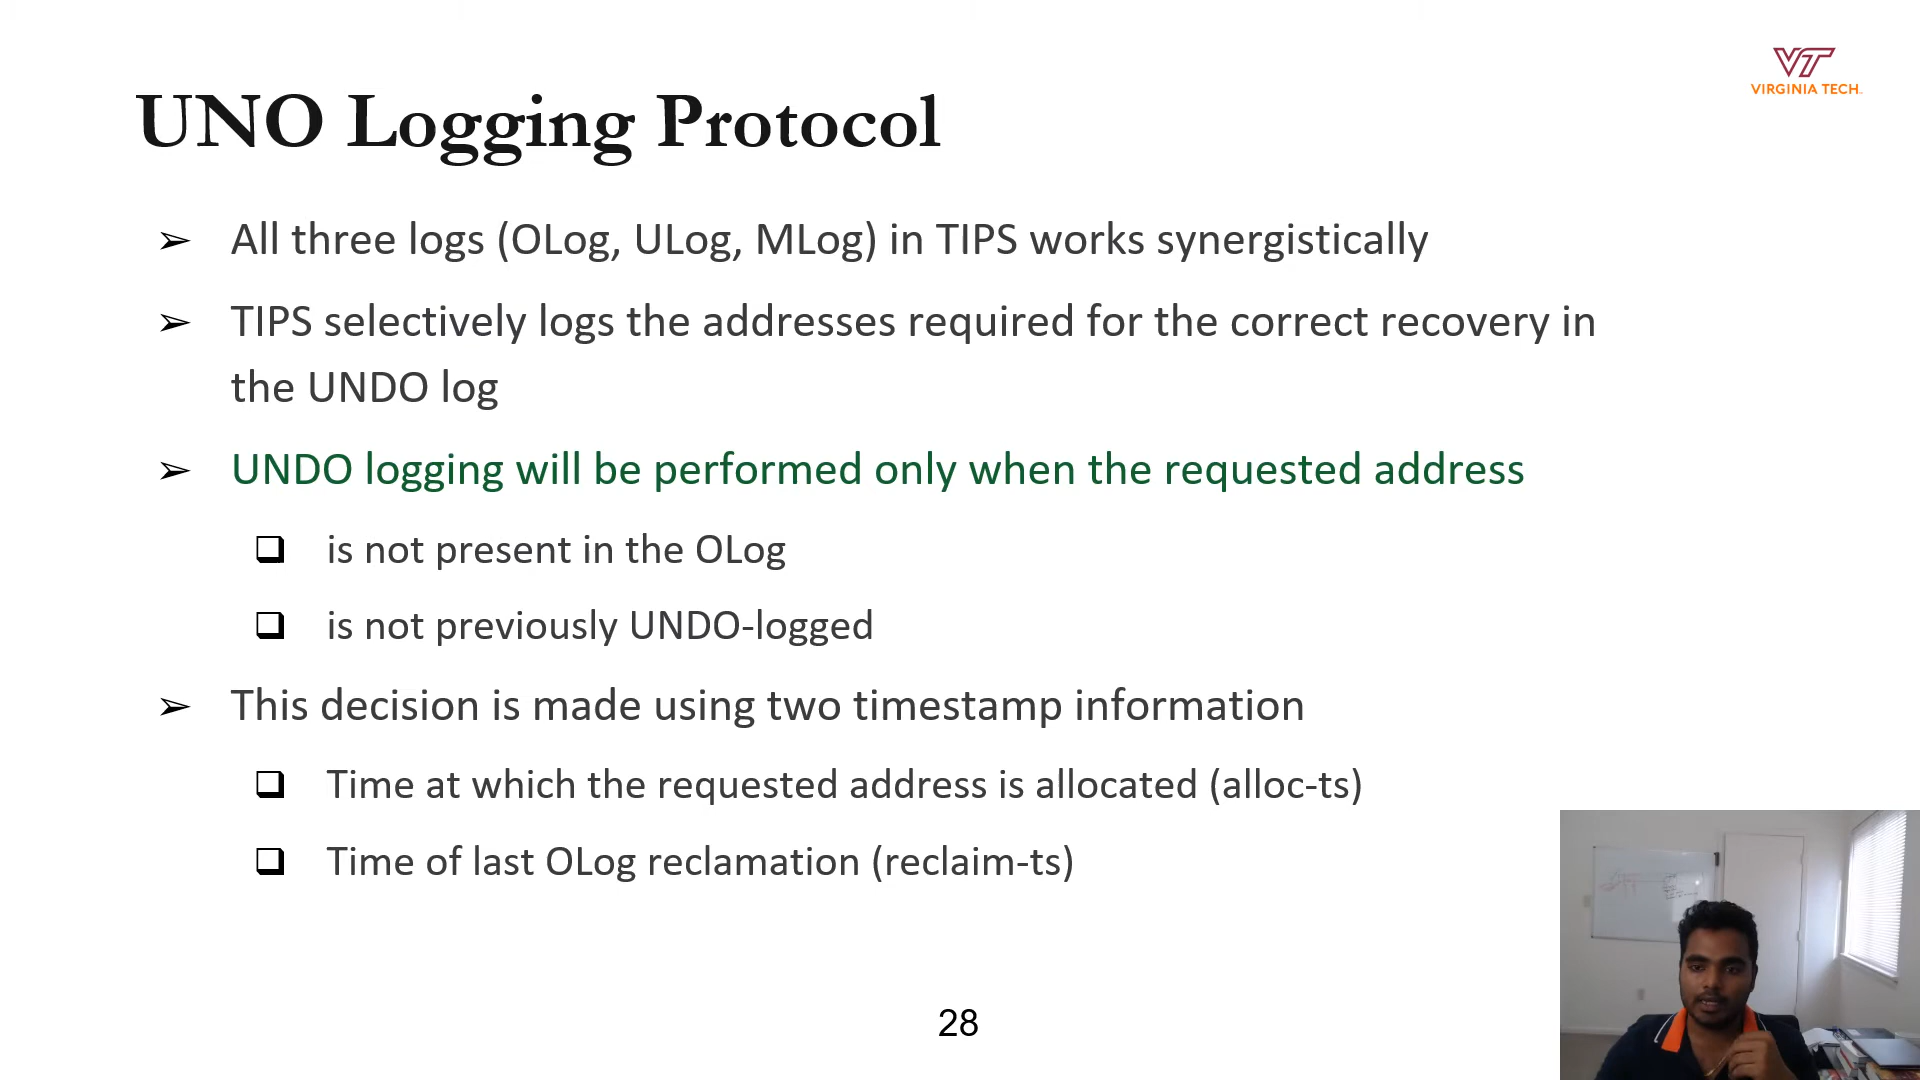 VIRGINIA TECH
UNO Logging Protocol
➢ All three logs (OLog, ULog, MLog) in TIPS works synergistically
➢ TIPS selectively logs the addresses required for the correct recovery in
the UNDO log
➢ UNDO logging will be performed only when the requested address
❑ is not present in the OLog
❑ is not previously UNDO-logged
➢ This decision is made using two timestamp information
❑ Time at which the requested address is allocated (alloc-ts)
❑ Time of last OLog reclamation (reclaim-ts)
28